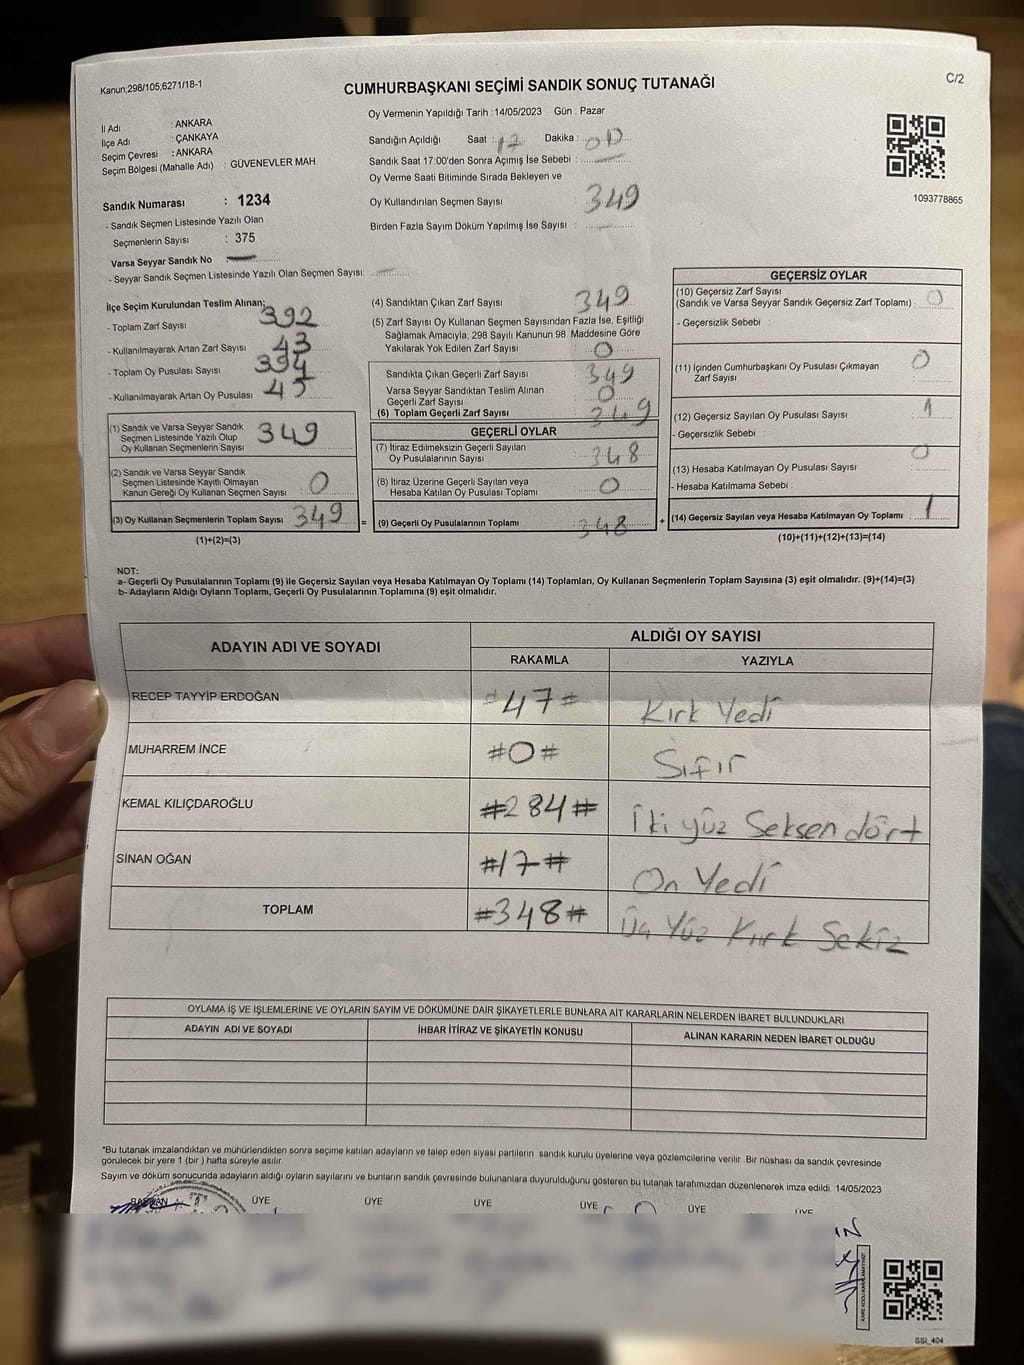 Kanun;298/105;6271/18-1
CUMHURBAŞKANI SEÇİMİ SANDIK SONUÇ TUTANAĞI
C/2
İl Adı : ANKARA
İlçe Adı : ÇANKAYA
Seçim Çevresi : ANKARA
Seçim Bölgesi (Mahalle Adı) : GÜVENEVLER MAH.
Sandık Numarası : 1234
- Sandık Seçmen Listesinde Yazılı Olan
Seçmenlerin Sayısı : 375
Varsa Seyyar Sandık No :
- Seyyar Sandık Seçmen Listesinde Yazılı Olan Seçmen Sayısı:
Oy Vermenin Yapıldığı Tarih :14/05/2023 Gün : Pazar
Sandığın Açıldığı Saat : 17 Dakika : 00
Sandık Saat 17:00'den Sonra Açımış İse Sebebi :
Oy Verme Saati Bitiminde Sırada Bekleyen ve
Oy Kullandırılan Seçmen Sayısı : 349
Birden Fazla Sayım Döküm Yapılmış İse Sayısı :
1093778865
İlçe Seçim Kurulundan Teslim Alınan;
- Toplam Zarf Sayısı : 392
- Kullanılmayarak Artan Zarf Sayısı : 43
- Toplam Oy Pusulası Sayısı : 394
- Kullanılmayarak Artan Oy Pusulası : 45
(1) Sandık ve Varsa Seyyar Sandık
Seçmen Listesinde Yazılı Olup
Oy Kullanan Seçmenlerin Sayısı : 349
(2) Sandık ve Varsa Seyyar Sandık
Seçmen Listesinde Kayıtlı Olmayan
Kanun Gereği Oy Kullanan Seçmen Sayısı : 0
(3) Oy Kullanan Seçmenlerin Toplam Sayısı : 349
(1)+(2)=(3)
(4) Sandıktan Çıkan Zarf Sayısı : 349
(5) Zarf Sayısı Oy Kullanan Seçmen Sayısından Fazla İse, Eşitliği
Sağlamak Amacıyla, 298 Sayılı Kanunun 98. Maddesine Göre
Yakılarak Yok Edilen Zarf Sayısı : 0
Sandıkta Çıkan Geçerli Zarf Sayısı : 349
Varsa Seyyar Sandıktan Teslim Alınan
Geçerli Zarf Sayısı : 0
(6) Toplam Geçerli Zarf Sayısı : 349
GEÇERLİ OYLAR
(7) İtiraz Edilmeksizin Geçerli Sayılan
Oy Pusulalarının Sayısı : 348
(8) İtiraz Üzerine Geçerli Sayılan veya
Hesaba Katılan Oy Pusulası Toplamı : 0
= (9) Geçerli Oy Pusulalarının Toplamı : 348 +
GEÇERSİZ OYLAR
(10) Geçersiz Zarf Sayısı
(Sandık ve Varsa Seyyar Sandık Geçersiz Zarf Toplamı) : 0
- Geçersizlik Sebebi :
(11) İçinden Cumhurbaşkanı Oy Pusulası Çıkmayan
Zarf Sayısı : 0
(12) Geçersiz Sayılan Oy Pusulası Sayısı : 1
- Geçersizlik Sebebi :
(13) Hesaba Katılmayan Oy Pusulası Sayısı : 0
- Hesaba Katılmama Sebebi :
(14) Geçersiz Sayılan veya Hesaba Katılmayan Oy Toplamı : 1
(10)+(11)+(12)+(13)=(14)
NOT:
a- Geçerli Oy Pusulalarının Toplamı (9) ile Geçersiz Sayılan veya Hesaba Katılmayan Oy Toplamı (14) Toplamları, Oy Kullanan Seçmenlerin Toplam Sayısına (3) eşit olmalıdır. (9)+(14)=(3)
b- Adayların Aldığı Oyların Toplamı, Geçerli Oy Pusulalarının Toplamına (9) eşit olmalıdır.
ADAYIN ADI VE SOYADI ALDIĞI OY SAYISI
RAKAMLA YAZIYLA
RECEP TAYYİP ERDOĞAN #47# Kırk Yedi
MUHARREM İNCE #0# Sıfır
KEMAL KILIÇDAROĞLU #284# İki yüz Seksen dört
SİNAN OĞAN #17# On Yedi
TOPLAM #348# Üç Yüz Kırk Sekiz
OYLAMA İŞ VE İŞLEMLERİNE VE OYLARIN SAYIM VE DÖKÜMÜNE DAİR ŞİKAYETLERLE BUNLARA AİT KARARLARIN NELERDEN İBARET BULUNDUKLARI
ADAYIN ADI VE SOYADI İHBAR İTİRAZ VE ŞİKAYETİN KONUSU ALINAN KARARIN NEDEN İBARET OLDUĞU
*Bu tutanak imzalandıktan ve mühürlendikten sonra seçime katılan adayların ve talep eden siyasi partilerin sandık kurulu üyelerine veya gözlemcilerine verilir. Bir nüshası da sandık çevresinde
görülecek bir yere 1 (bir) hafta süreyle asılır.
Sayım ve döküm sonucunda adayların aldığı oyların sayılarını ve bunların sandık çevresinde bulunanlara duyurulduğunu gösteren bu tutanak tarafımızdan düzenlenerek imza edildi. 14/05/2023
BAŞKAN ÜYE ÜYE ÜYE ÜYE ÜYE ÜYE
SSI_404